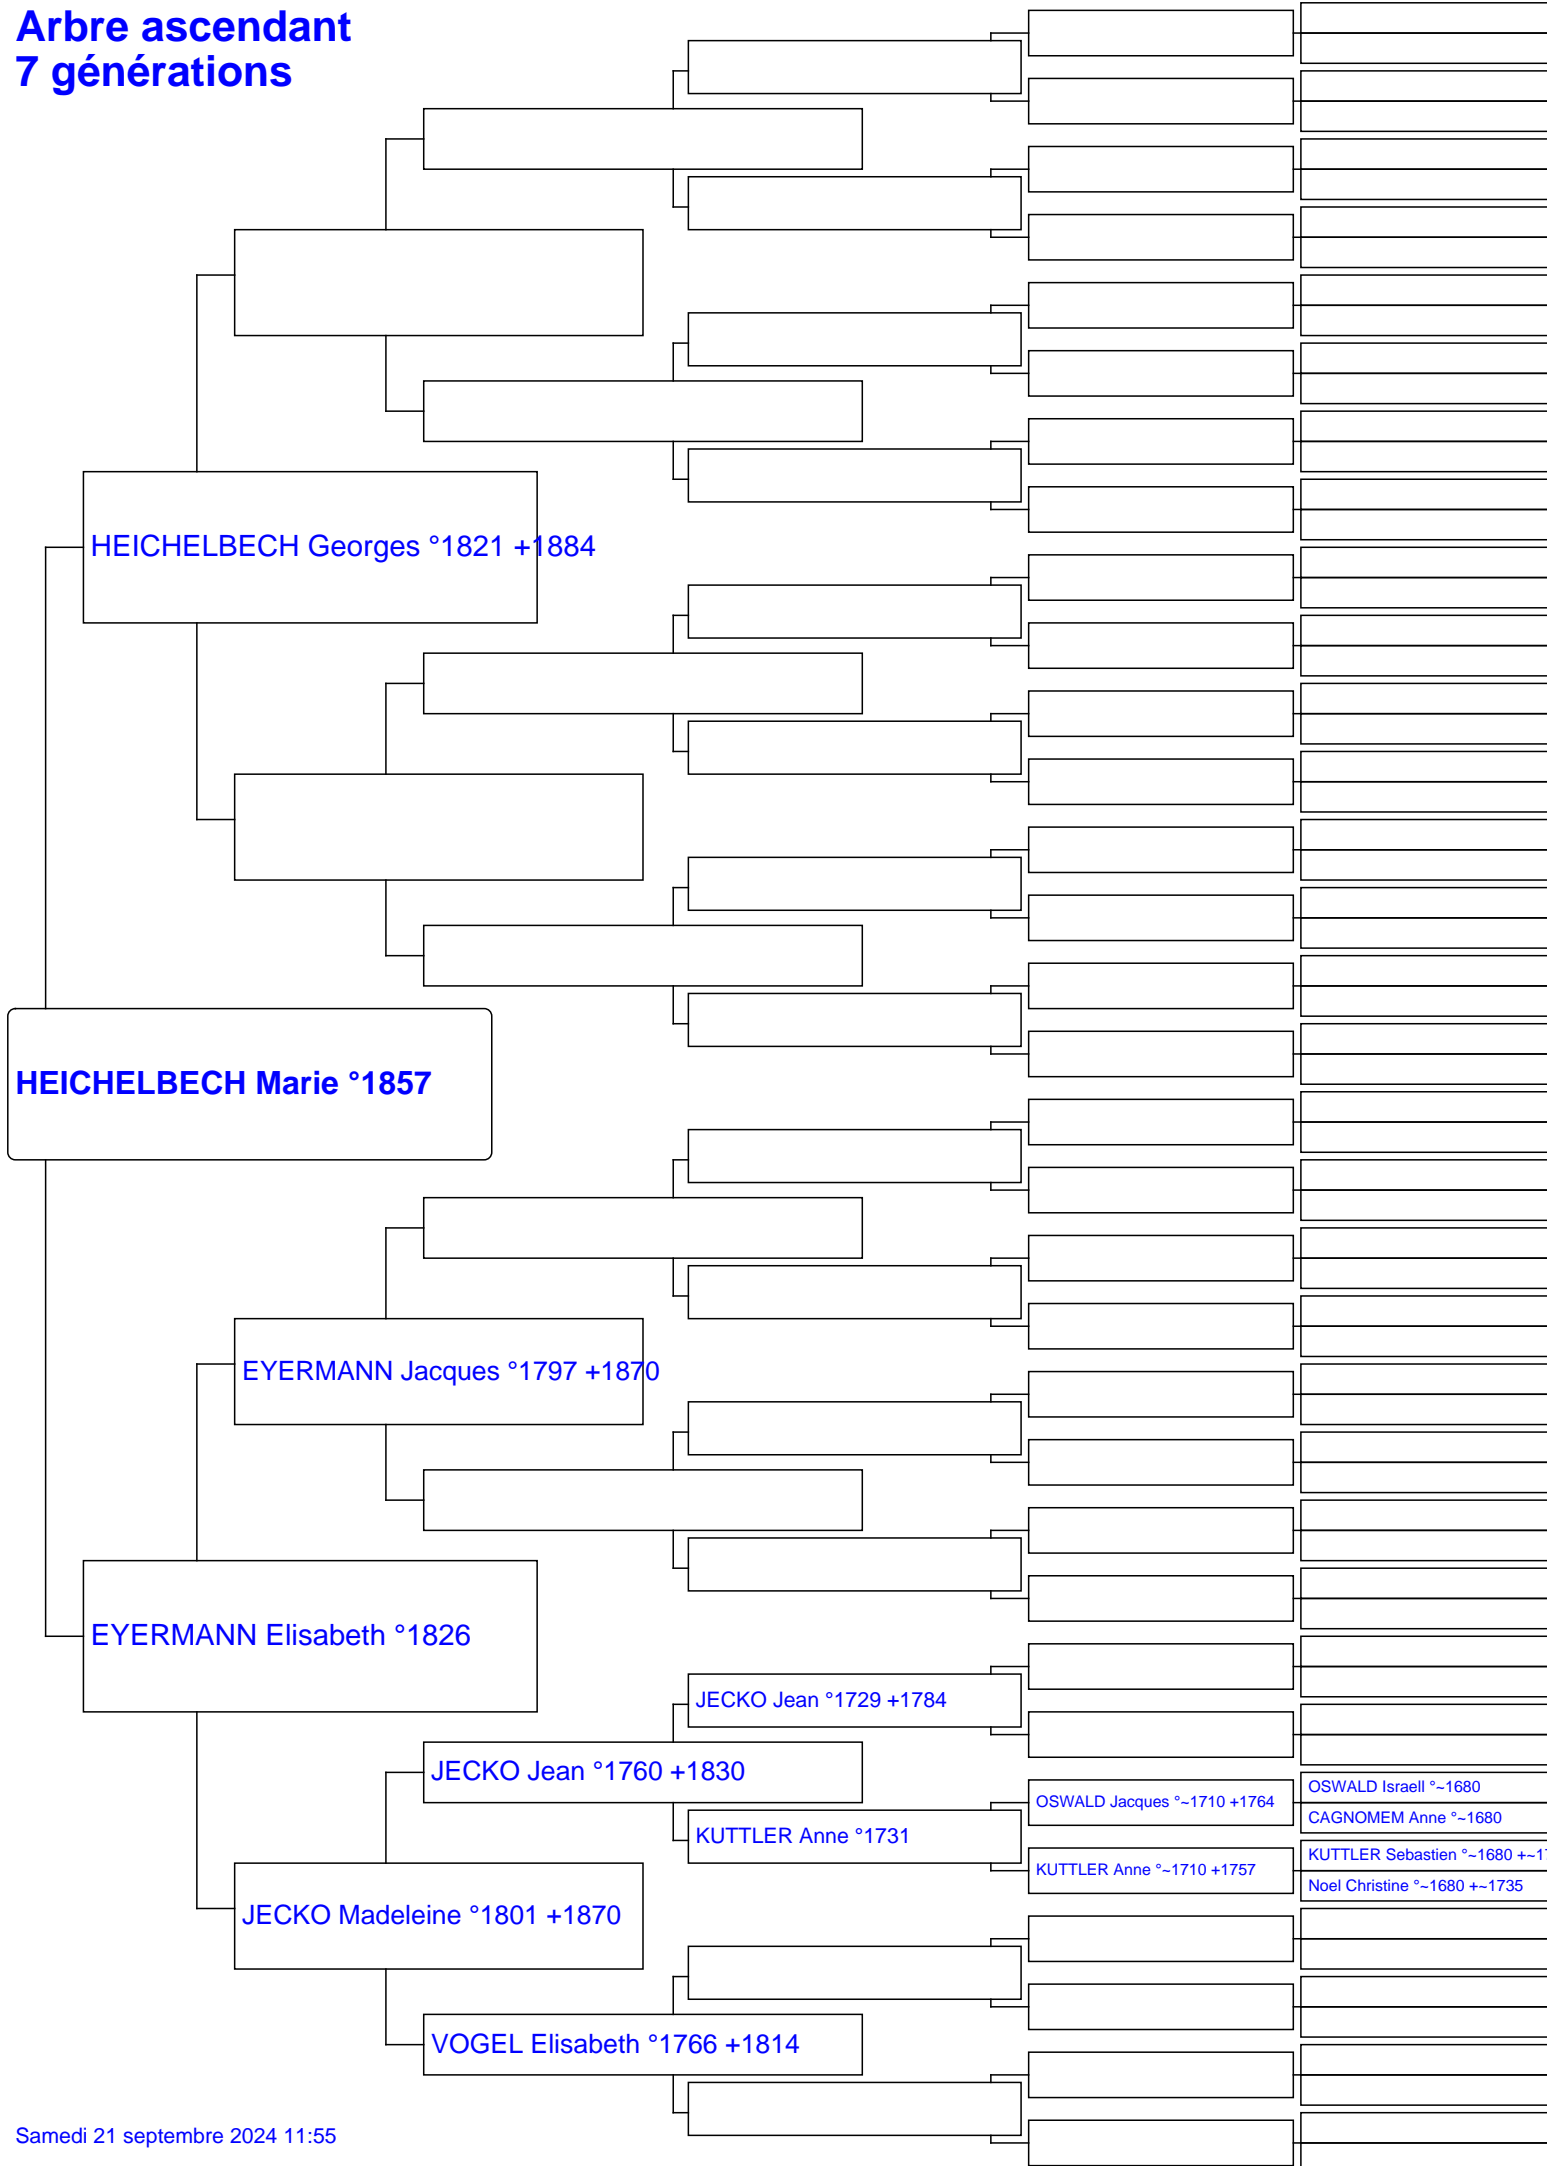 Arbre ascendant
7 générations
HEICHELBECH Georges °1821 +1884
HEICHELBECH Marie °1857
EYERMANN Jacques °1797 +1870
EYERMANN Elisabeth °1826
JECKO Jean °1729 +1784
JECKO Jean °1760 +1830
OSWALD Israell °~1680
OSWALD Jacques °~1710 +1764
CAGNOMEM Anne °~1680
KUTTLER Anne °1731
KUTTLER Sebastien °~1680 +~17
KUTTLER Anne °~1710 +1757
Noel Christine °~1680 +~1735
JECKO Madeleine °1801 +1870
VOGEL Elisabeth °1766 +1814
Samedi 21 septembre 2024 11:55